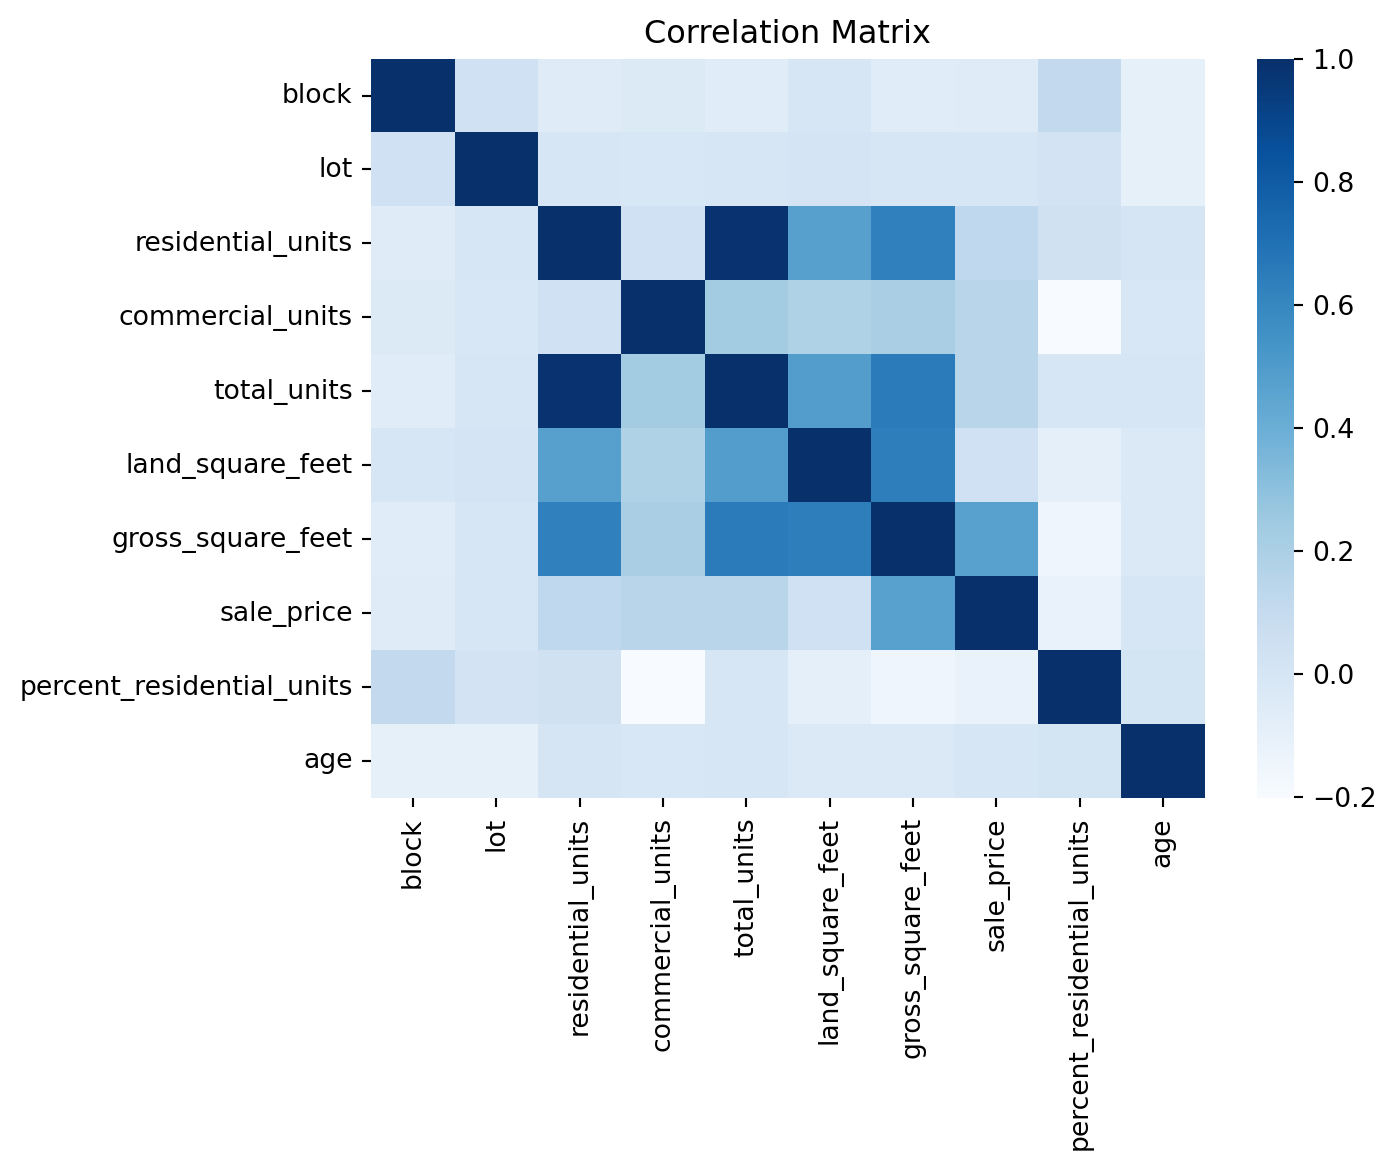 Correlation Matrix
block
lot
residential_units
commercial_units
total_units
land_square_feet
gross_square_feet
sale_price
percent_residential_units
age
block
lot
residential_units
commercial_units
total_units
land_square_feet
gross_square_feet
sale_price
percent_residential_units
age
1.0
0.8
0.6
0.4
0.2
0.0
−0.2